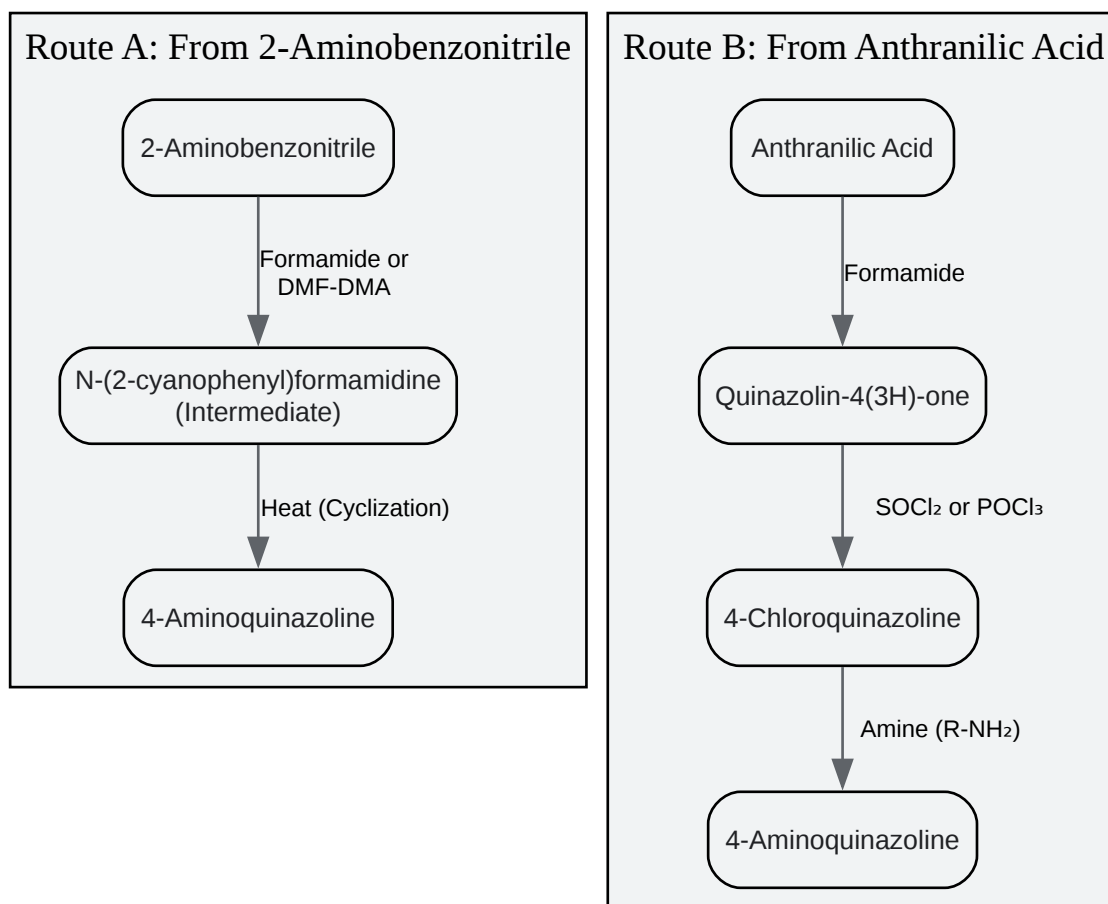 Route A: From 2-Aminobenzonitrile
2-Aminobenzonitrile
Formamide or
DMF-DMA
N-(2-cyanophenyl)formamidine
(Intermediate)
Heat (Cyclization)
4-Aminoquinazoline
Route B: From Anthranilic Acid
Anthranilic Acid
Formamide
Quinazolin-4(3H)-one
SOCl₂ or POCl₃
4-Chloroquinazoline
Amine (R-NH₂)
4-Aminoquinazoline